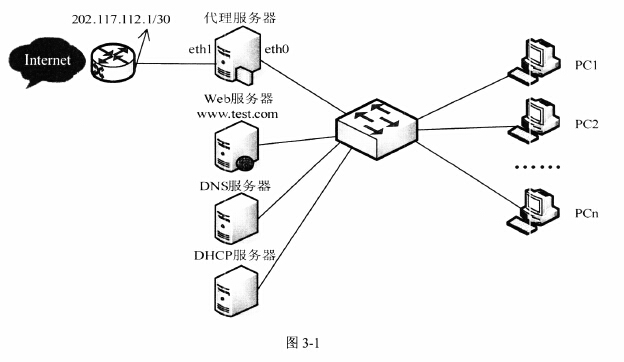 202.117.112.1/30
代理服务器
Internet
eth1
eth0
Web服务器
www.test.com
DNS服务器
DHCP服务器
PC1
PC2
......
PCn
图 3-1